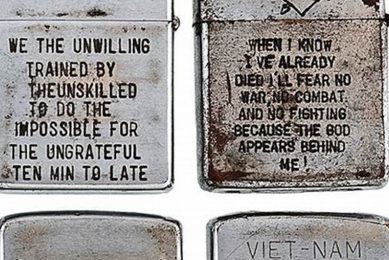 WE THE UNWILLING
TRAINED BY
THEUNSKILLED
TO DO THE
IMPOSSIBLE FOR
THE UNGRATEFUL
TEN MIN TO LATE
WHEN I KNOW
I'VE ALREADY
DIED I'LL FEAR NO
WAR, NO COMBAT,
AND NO FIGHTING
BECAUSE THE GOD
APPEARS BEHIND
ME!
VIET-NAM